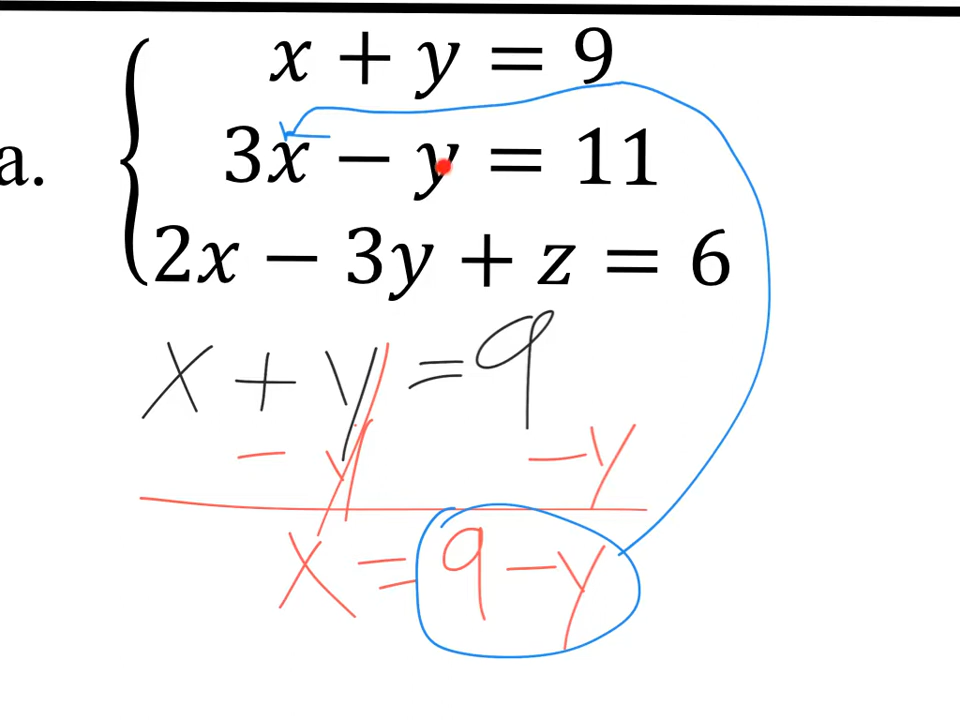 x + y = 9
a. 3x − y = 11
2x − 3y + z = 6
x + y = 9
− y − y
x = 9 − y